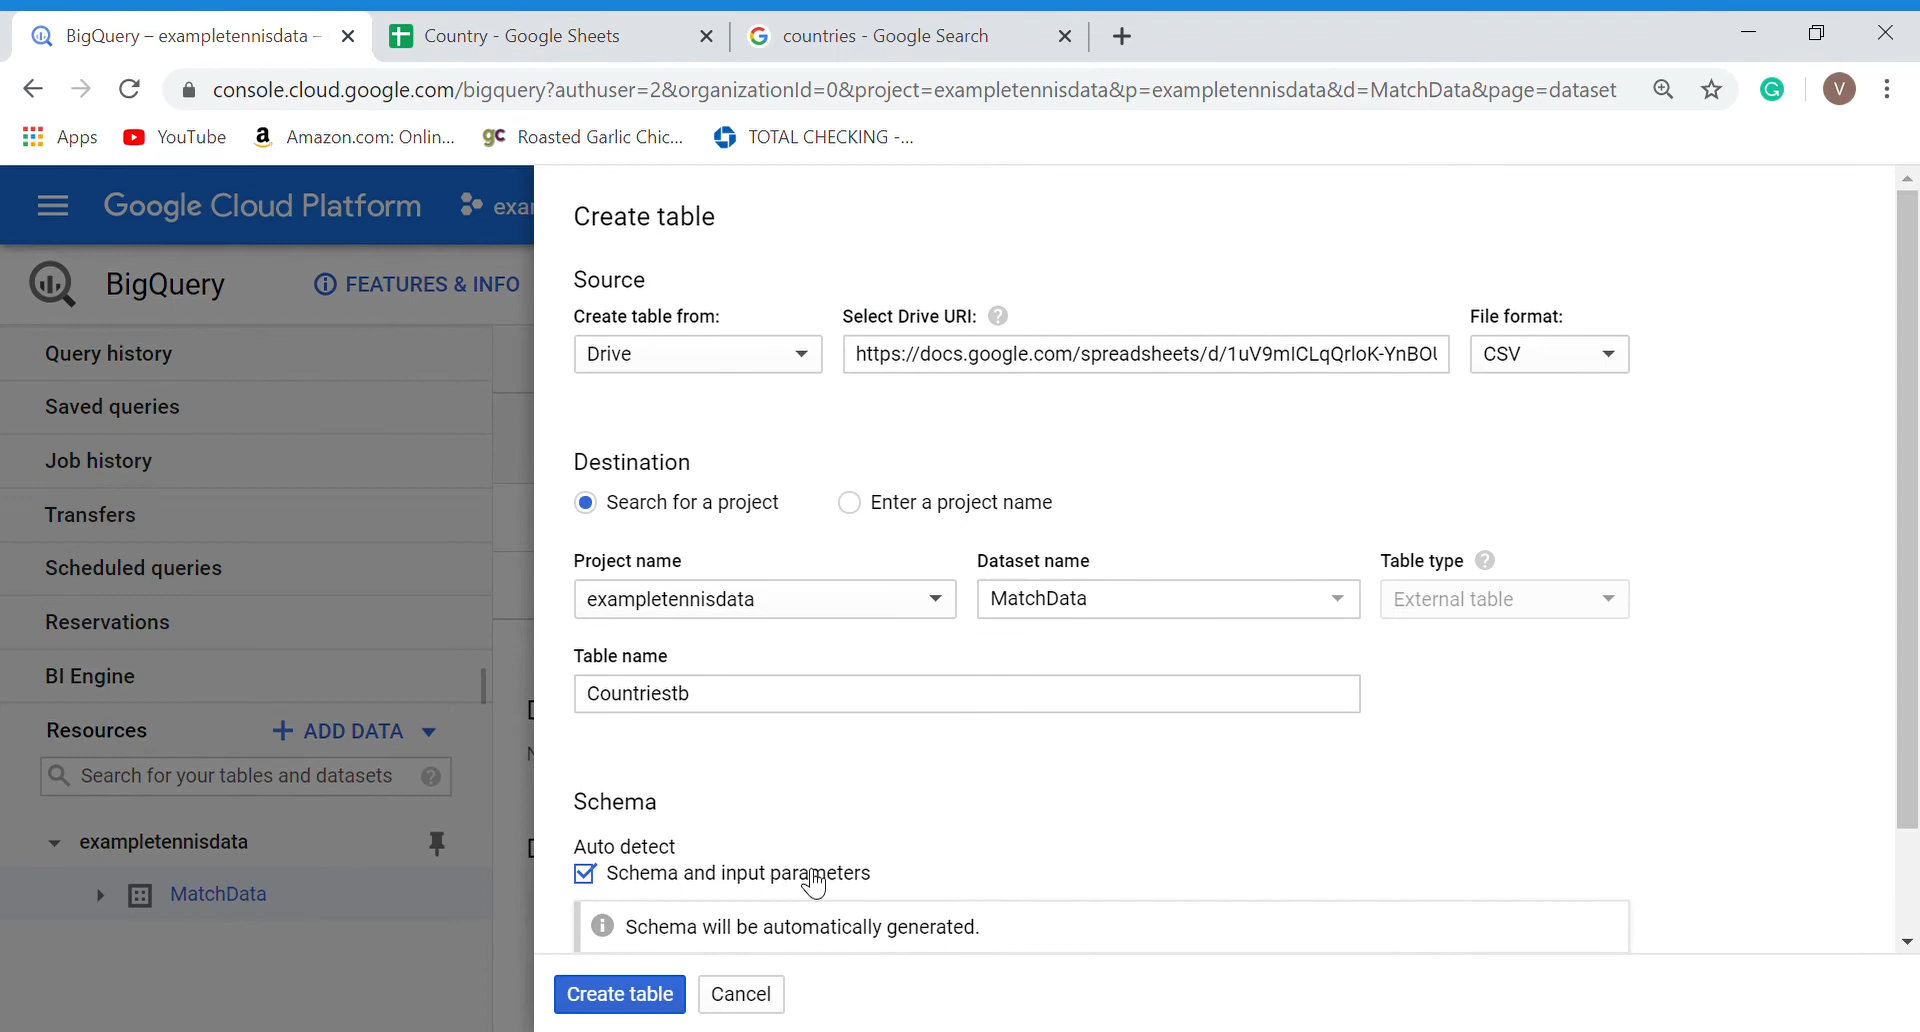 BigQuery – exampletennisdata –
Country - Google Sheets
countries - Google Search
console.cloud.google.com/bigquery?authuser=2&organizationId=0&project=exampletennisdata&p=exampletennisdata&d=MatchData&page=dataset
V
Apps
YouTube
Amazon.com: Onlin...
gc Roasted Garlic Chic...
TOTAL CHECKING -...
Google Cloud Platform
exam
BigQuery
FEATURES & INFO
Query history
Saved queries
Job history
Transfers
Scheduled queries
Reservations
BI Engine
Resources
ADD DATA
Search for your tables and datasets
exampletennisdata
MatchData
Create table
Source
Create table from:
Select Drive URI:
File format:
Drive
https://docs.google.com/spreadsheets/d/1uV9mICLqQrloK-YnBOU
CSV
Destination
Search for a project
Enter a project name
Project name
Dataset name
Table type
exampletennisdata
MatchData
External table
Table name
Countriestb
Schema
Auto detect
Schema and input parameters
Schema will be automatically generated.
Create table
Cancel